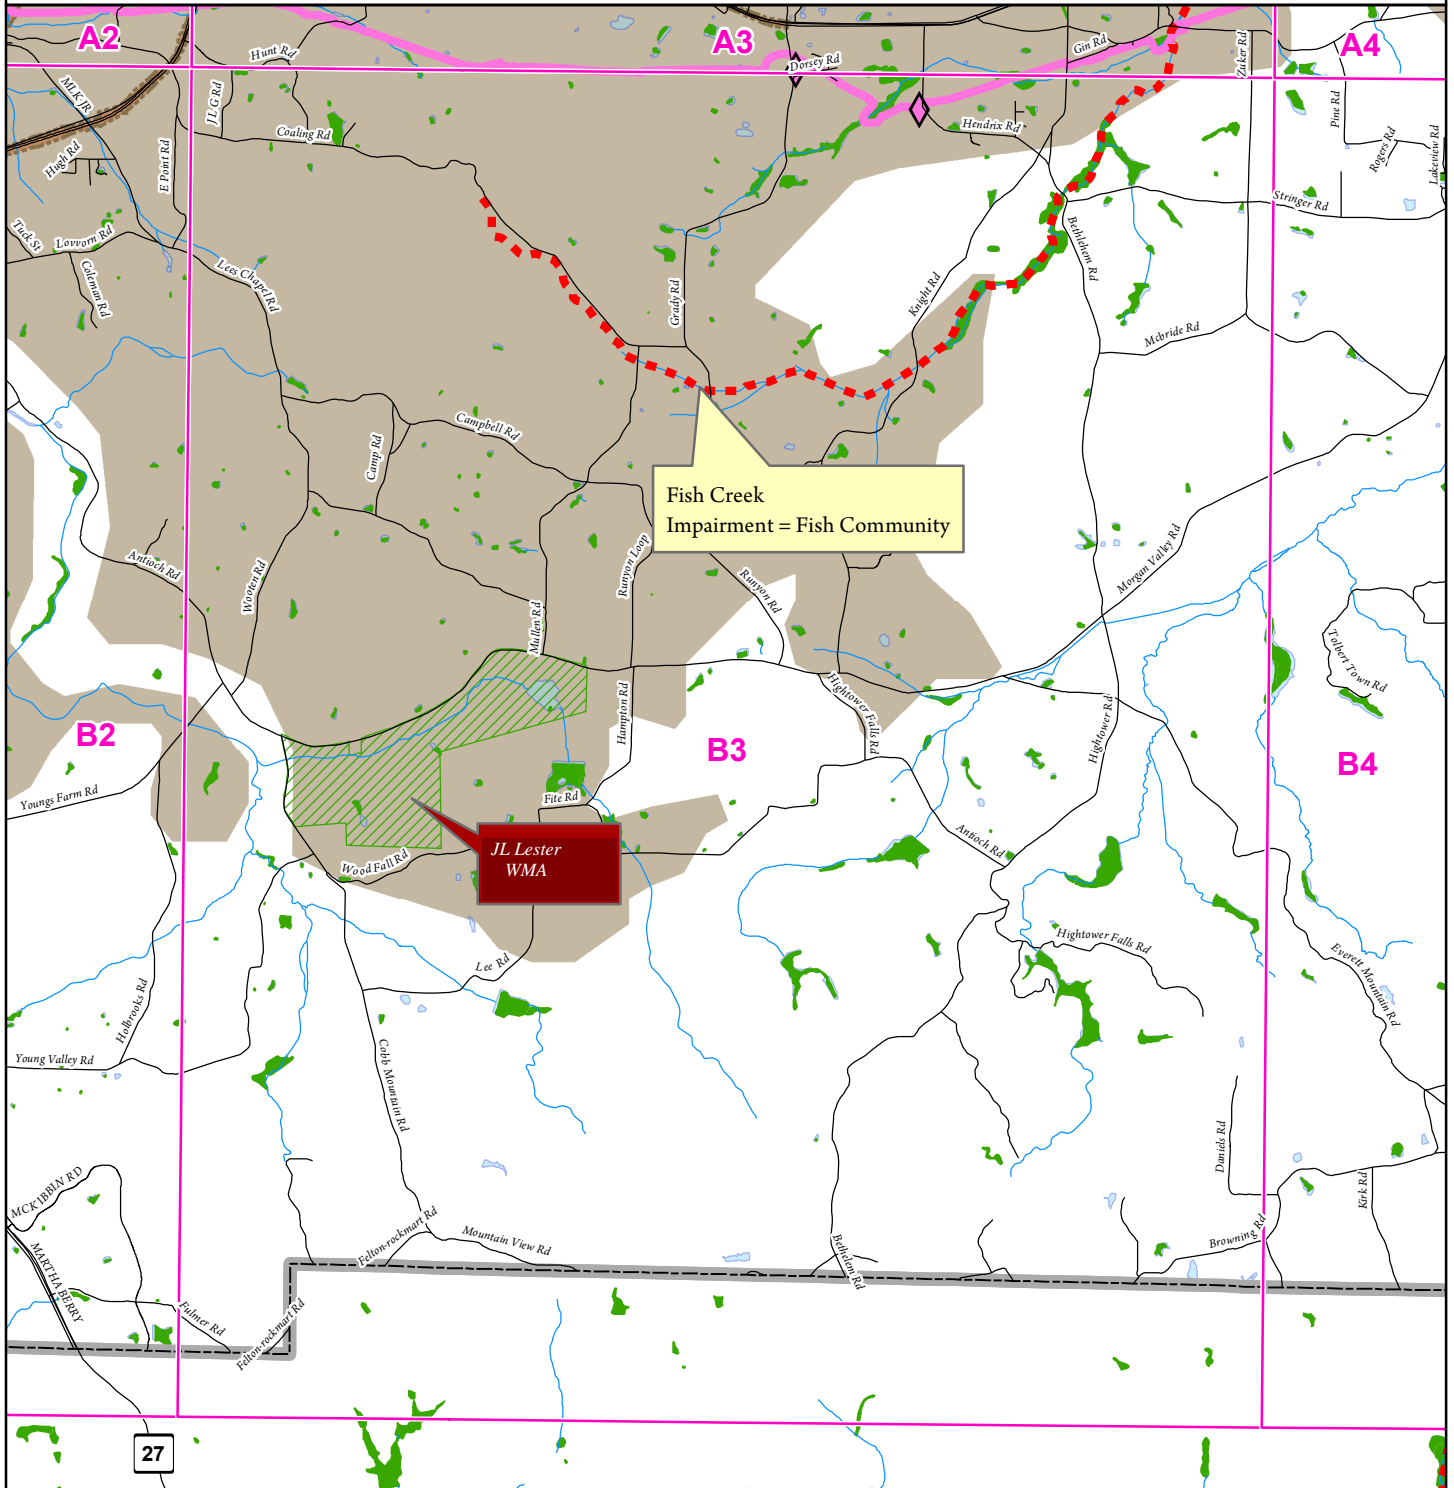 A2
A3
A4
Hunt Rd
Dorsey Rd
Gin Rd
Zuker Rd
MLK JR
J L G Rd
Coaling Rd
Hendrix Rd
Pine Rd
Rogers Rd
Lakeview Rd
Hugh Rd
E Point Rd
Stringer Rd
Tuck St
Lovvorn Rd
Coleman Rd
Lees Chapel Rd
Grady Rd
Knight Rd
Bethlehem Rd
Mcbride Rd
Campbell Rd
Camp Rd
Fish Creek
Impairment = Fish Community
Antioch Rd
Wooten Rd
Mullen Rd
Runyon Loop
Runyon Rd
Morgan Valley Rd
Tolbert Town Rd
Hampton Rd
Hightower Falls Rd
Hightower Rd
B2
B3
B4
Youngs Farm Rd
Fite Rd
JL Lester
WMA
Wood Fall Rd
Antioch Rd
Lee Rd
Hightower Falls Rd
Everett Mountain Rd
Holbrooks Rd
Young Valley Rd
Cobb Mountain Rd
Daniels Rd
Kirk Rd
MCKIBBIN RD
MARTHA BERRY
Felton-rockmart Rd
Mountain View Rd
Bethelem Rd
Browning Rd
Fulmer Rd
Felton-rockmart Rd
27